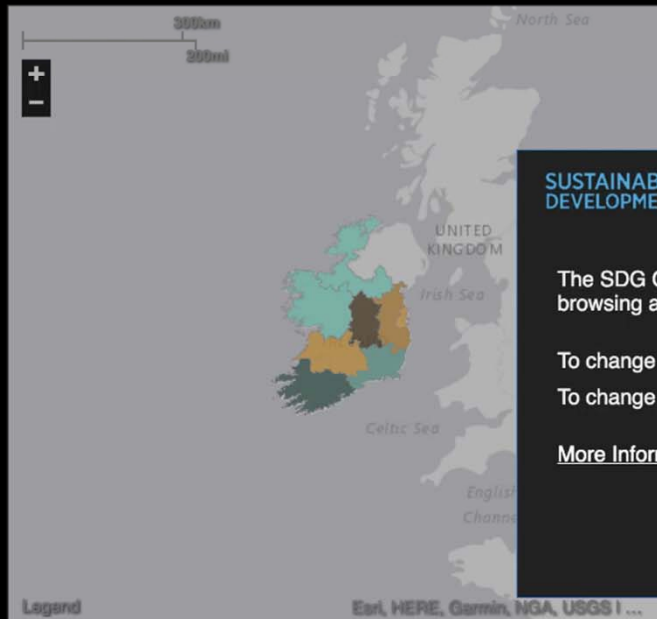 300km
200mi
+
−
North Sea
UNITED
KINGDOM
Irish Sea
Celtic Sea
English
Channe
SUSTAINAB
DEVELOPME
The SDG
browsing a
To change
To change
More Infor
Legend
Esri, HERE, Garmin, NGA, USGS | ...